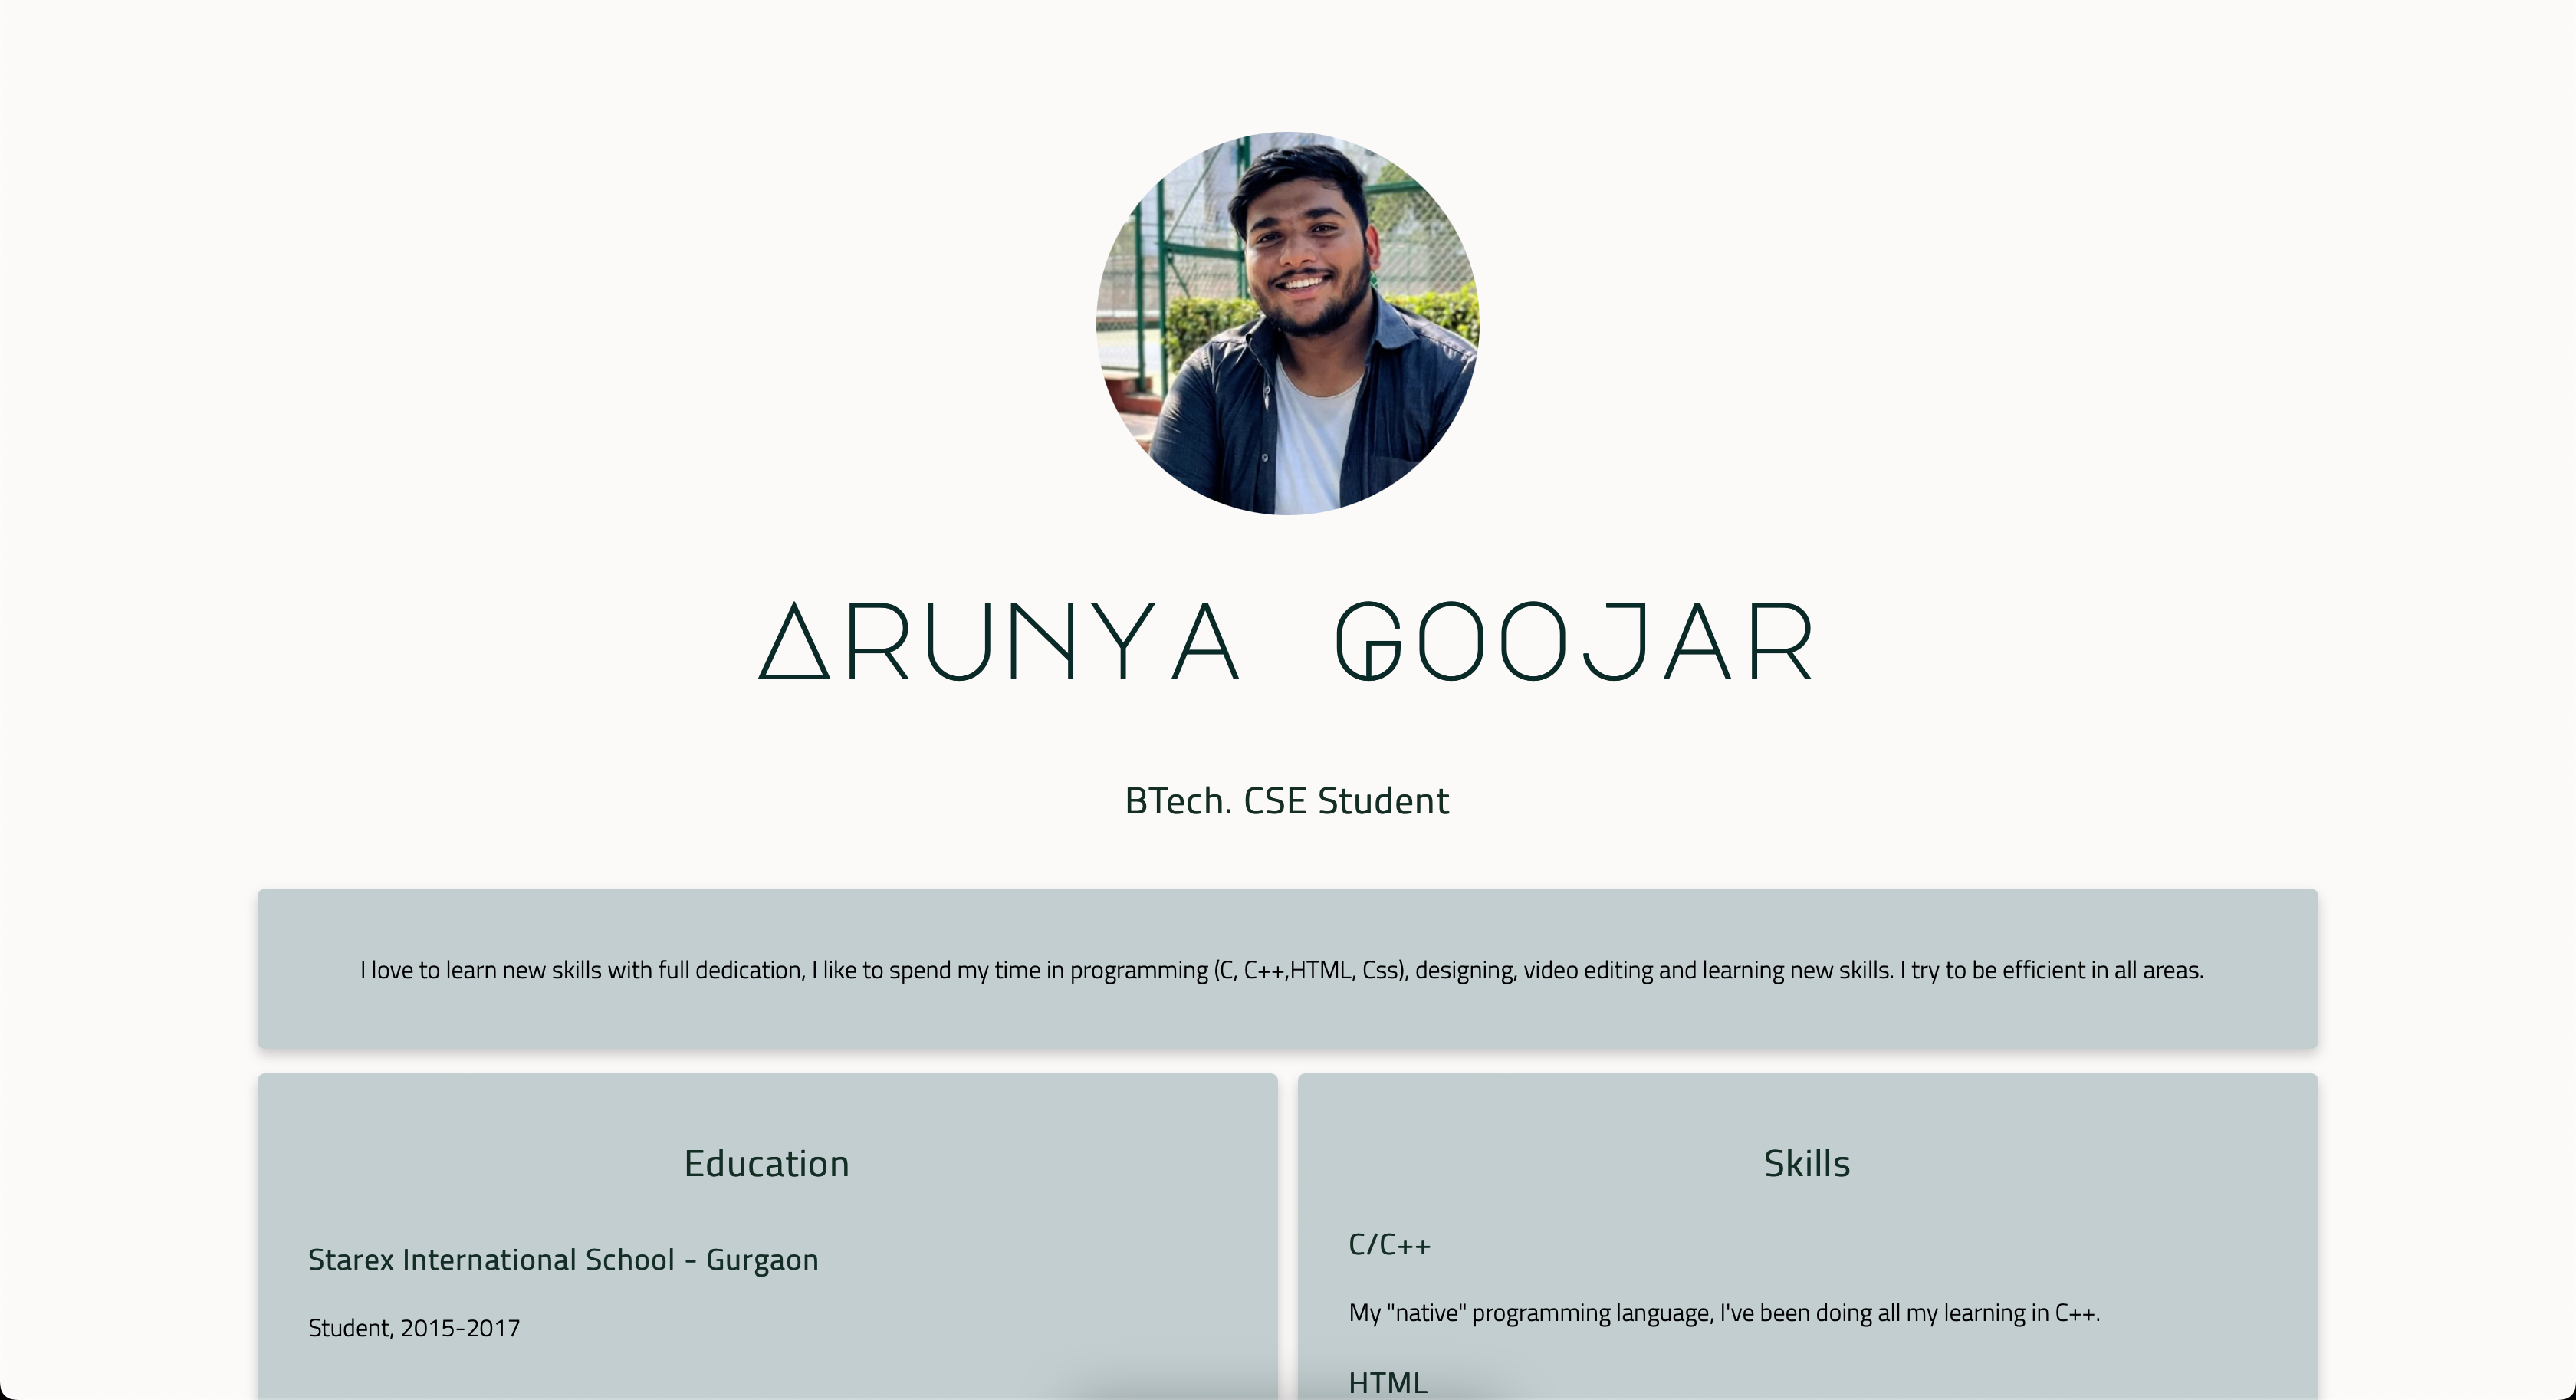 ARUNYA GOOJAR
BTech. CSE Student
I love to learn new skills with full dedication, I like to spend my time in programming (C, C++,HTML, Css), designing, video editing and learning new skills. I try to be efficient in all areas.
Education
Starex International School - Gurgaon
Student, 2015-2017
Skills
C/C++
My "native" programming language, I've been doing all my learning in C++.
HTML